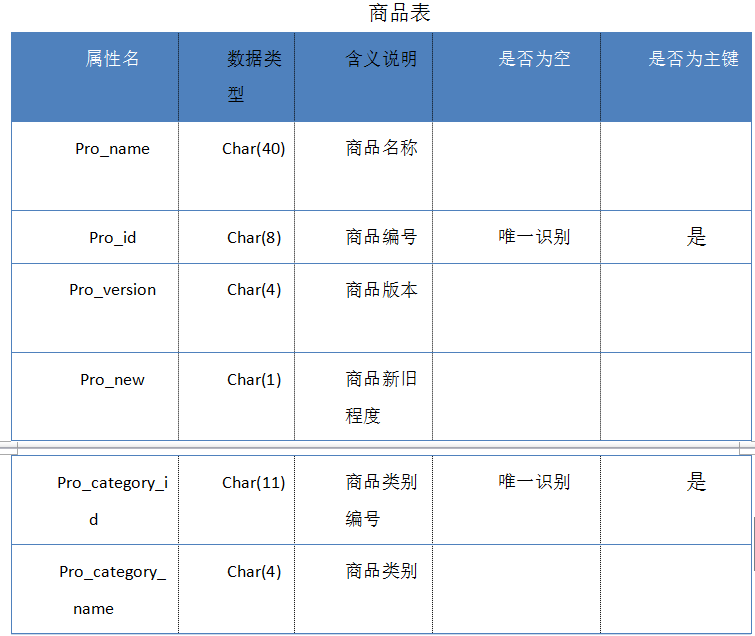 商品表
属性名 数据类 含义说明 是否为空 是否为主键
型
Pro_name Char(40) 商品名称
Pro_id Char(8) 商品编号 唯一识别 是
Pro_version Char(4) 商品版本
Pro_new Char(1) 商品新旧
程度
Pro_category_i Char(11) 商品类别 唯一识别 是
d 编号
Pro_category_ Char(4) 商品类别
name